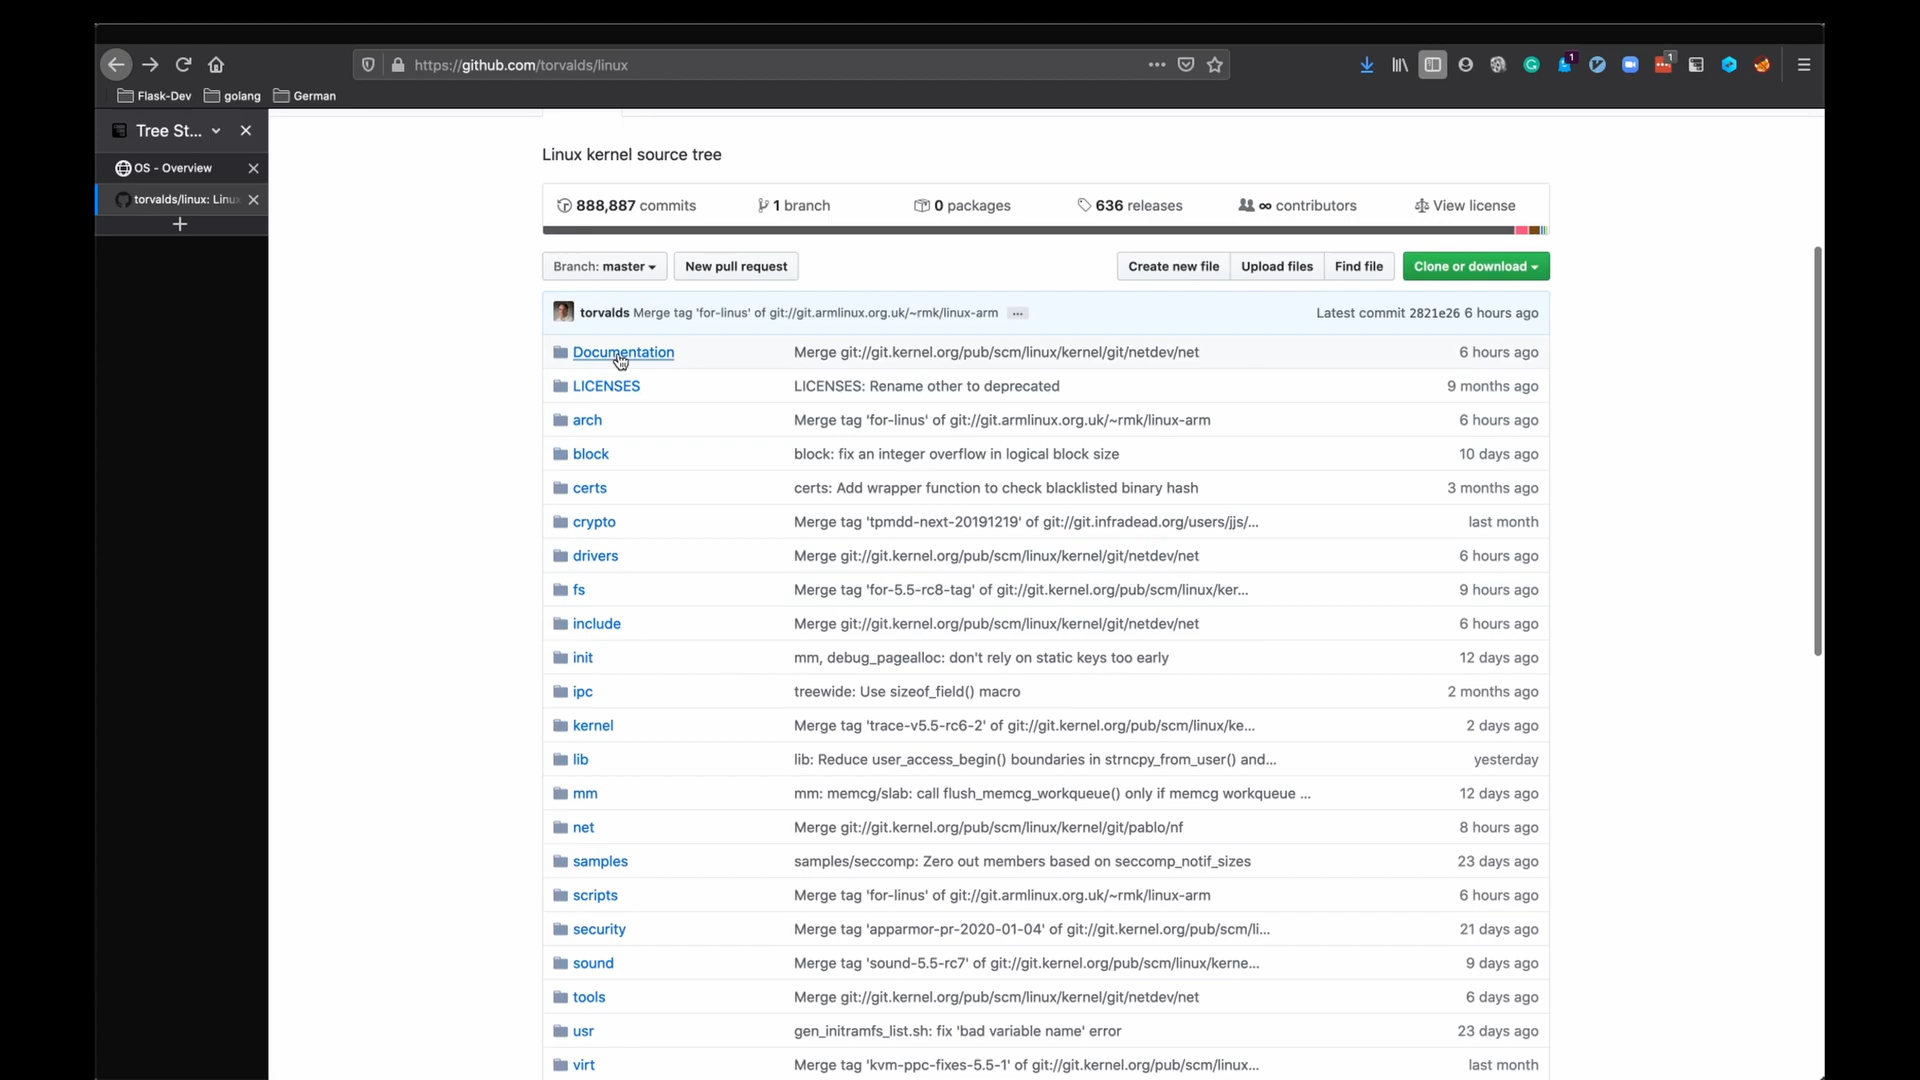 https://github.com/torvalds/linux
1
1
Flask-Dev golang German
Tree St...
OS - Overview
torvalds/linux: Linu
Linux kernel source tree
888,887 commits 1 branch 0 packages 636 releases ∞ contributors View license
Branch: master New pull request Create new file Upload files Find file Clone or download
torvalds Merge tag 'for-linus' of git://git.armlinux.org.uk/~rmk/linux-arm ... Latest commit 2821e26 6 hours ago
Documentation Merge git://git.kernel.org/pub/scm/linux/kernel/git/netdev/net 6 hours ago
LICENSES LICENSES: Rename other to deprecated 9 months ago
arch Merge tag 'for-linus' of git://git.armlinux.org.uk/~rmk/linux-arm 6 hours ago
block block: fix an integer overflow in logical block size 10 days ago
certs certs: Add wrapper function to check blacklisted binary hash 3 months ago
crypto Merge tag 'tpmdd-next-20191219' of git://git.infradead.org/users/jjs/... last month
drivers Merge git://git.kernel.org/pub/scm/linux/kernel/git/netdev/net 6 hours ago
fs Merge tag 'for-5.5-rc8-tag' of git://git.kernel.org/pub/scm/linux/ker... 9 hours ago
include Merge git://git.kernel.org/pub/scm/linux/kernel/git/netdev/net 6 hours ago
init mm, debug_pagealloc: don't rely on static keys too early 12 days ago
ipc treewide: Use sizeof_field() macro 2 months ago
kernel Merge tag 'trace-v5.5-rc6-2' of git://git.kernel.org/pub/scm/linux/ke... 2 days ago
lib lib: Reduce user_access_begin() boundaries in strncpy_from_user() and... yesterday
mm mm: memcg/slab: call flush_memcg_workqueue() only if memcg workqueue ... 12 days ago
net Merge git://git.kernel.org/pub/scm/linux/kernel/git/pablo/nf 8 hours ago
samples samples/seccomp: Zero out members based on seccomp_notif_sizes 23 days ago
scripts Merge tag 'for-linus' of git://git.armlinux.org.uk/~rmk/linux-arm 6 hours ago
security Merge tag 'apparmor-pr-2020-01-04' of git://git.kernel.org/pub/scm/li... 21 days ago
sound Merge tag 'sound-5.5-rc7' of git://git.kernel.org/pub/scm/linux/kerne... 9 days ago
tools Merge git://git.kernel.org/pub/scm/linux/kernel/git/netdev/net 6 days ago
usr gen_initramfs_list.sh: fix 'bad variable name' error 23 days ago
virt Merge tag 'kvm-ppc-fixes-5.5-1' of git://git.kernel.org/pub/scm/linux... last month